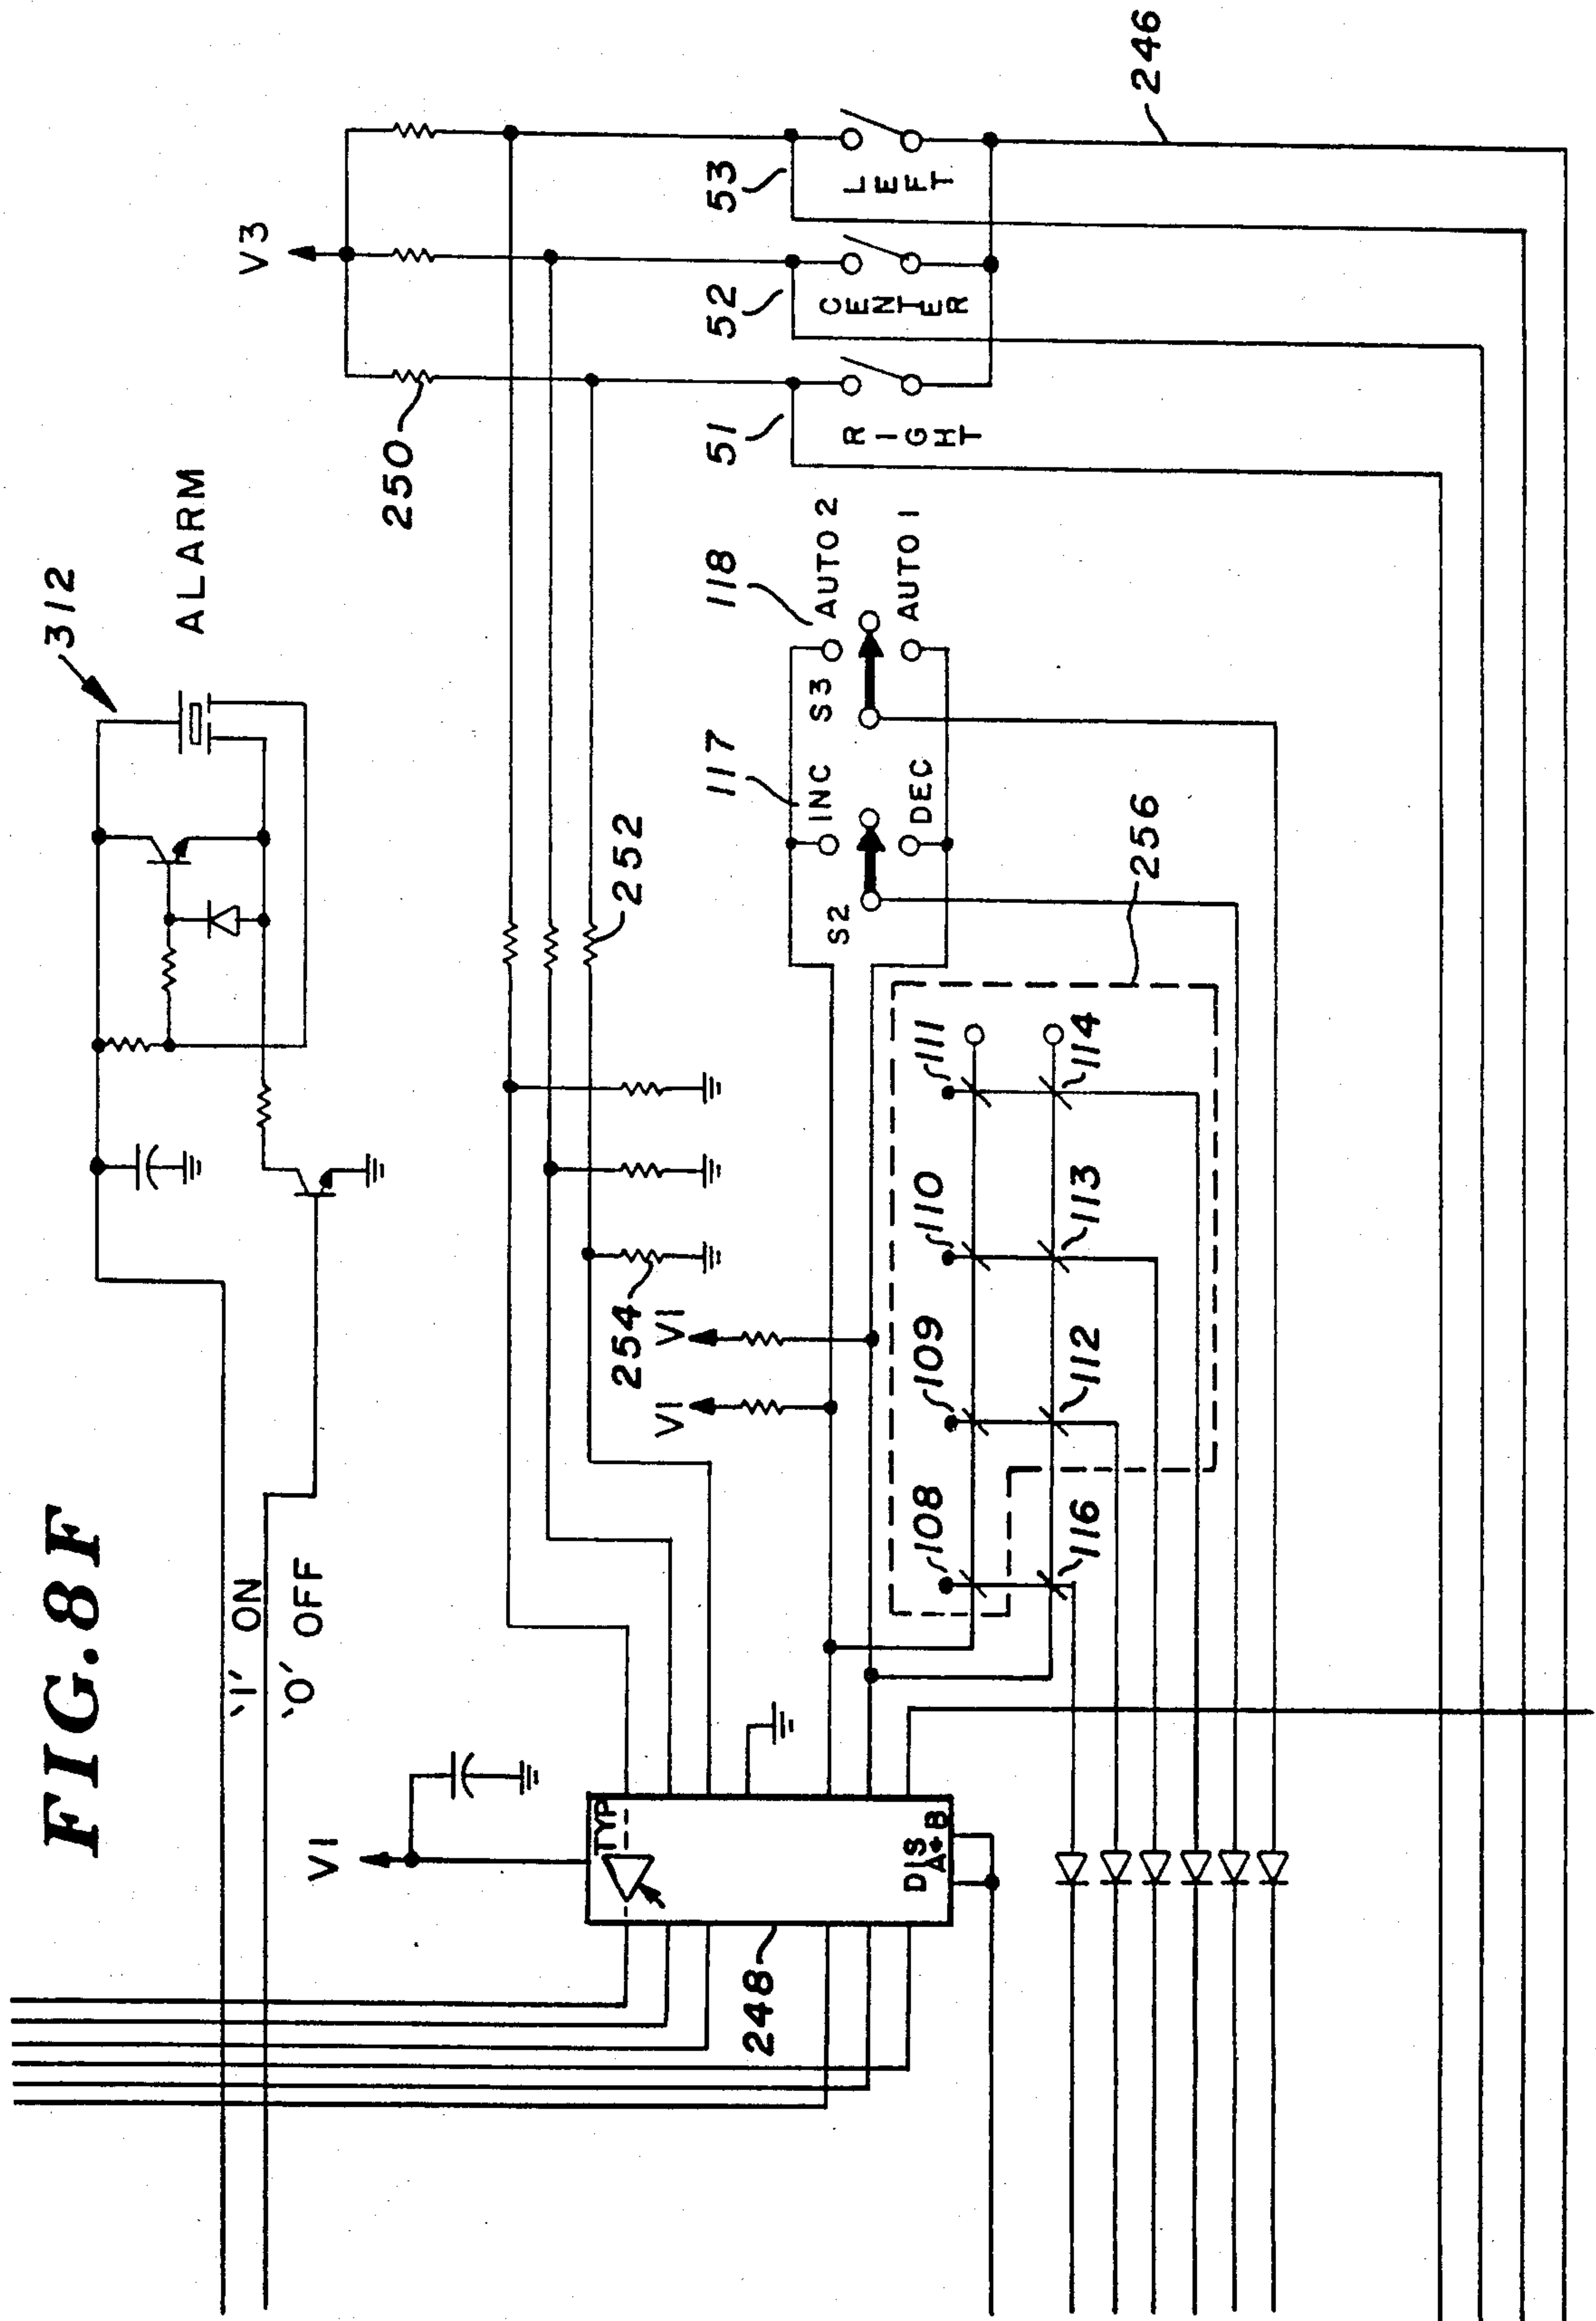 FIG.8F
'1' ON
'0' OFF
312
ALARM
V3
250
V1
252
254
V1
V1
TYP
DIS
A+B
248
117
INC
S3
118
AUTO 2
AUTO 1
S2
DEC
256
108
109
110
111
116
112
113
114
51
RIGHT
52
CENTER
53
LEFT
246